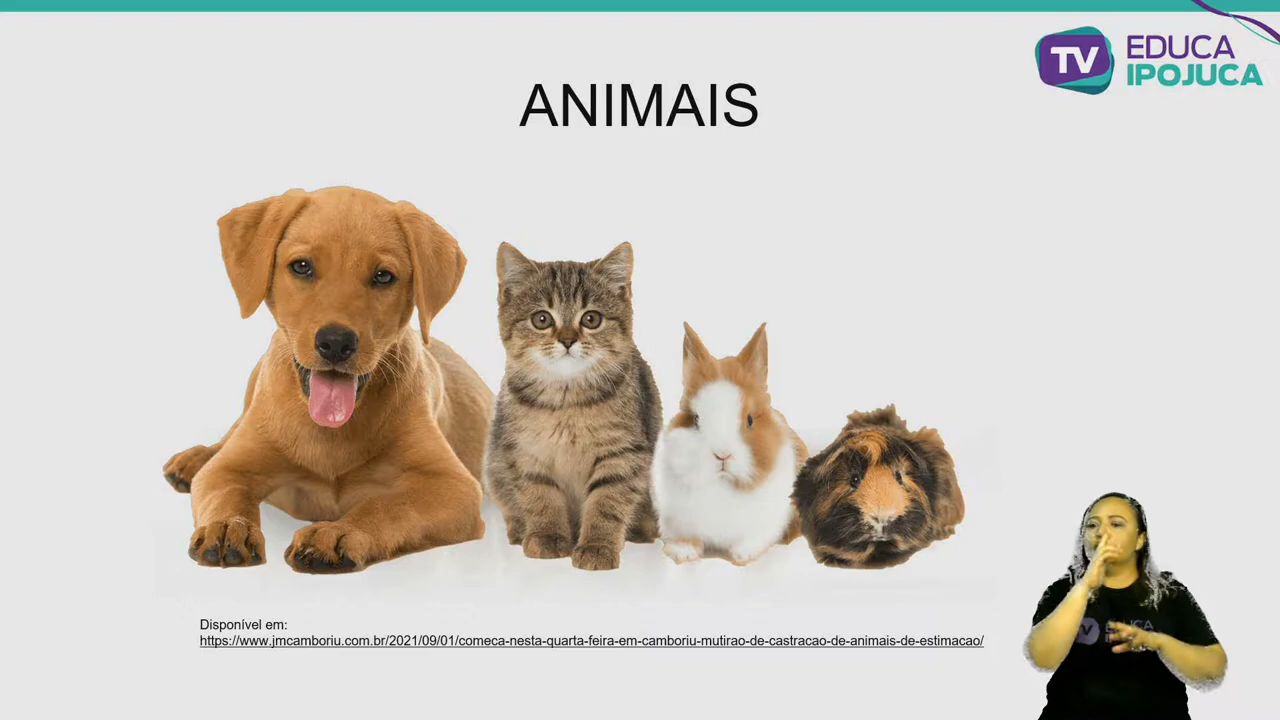 TV EDUCA
IPOJUCA
ANIMAIS
Disponível em:
https://www.jmcamboriu.com.br/2021/09/01/comeca-nesta-quarta-feira-em-camboriu-mutirao-de-castracao-de-animais-de-estimacao/
EDUCA